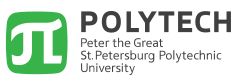 POLYTECH
Peter the Great
St.Petersburg Polytechnic
University